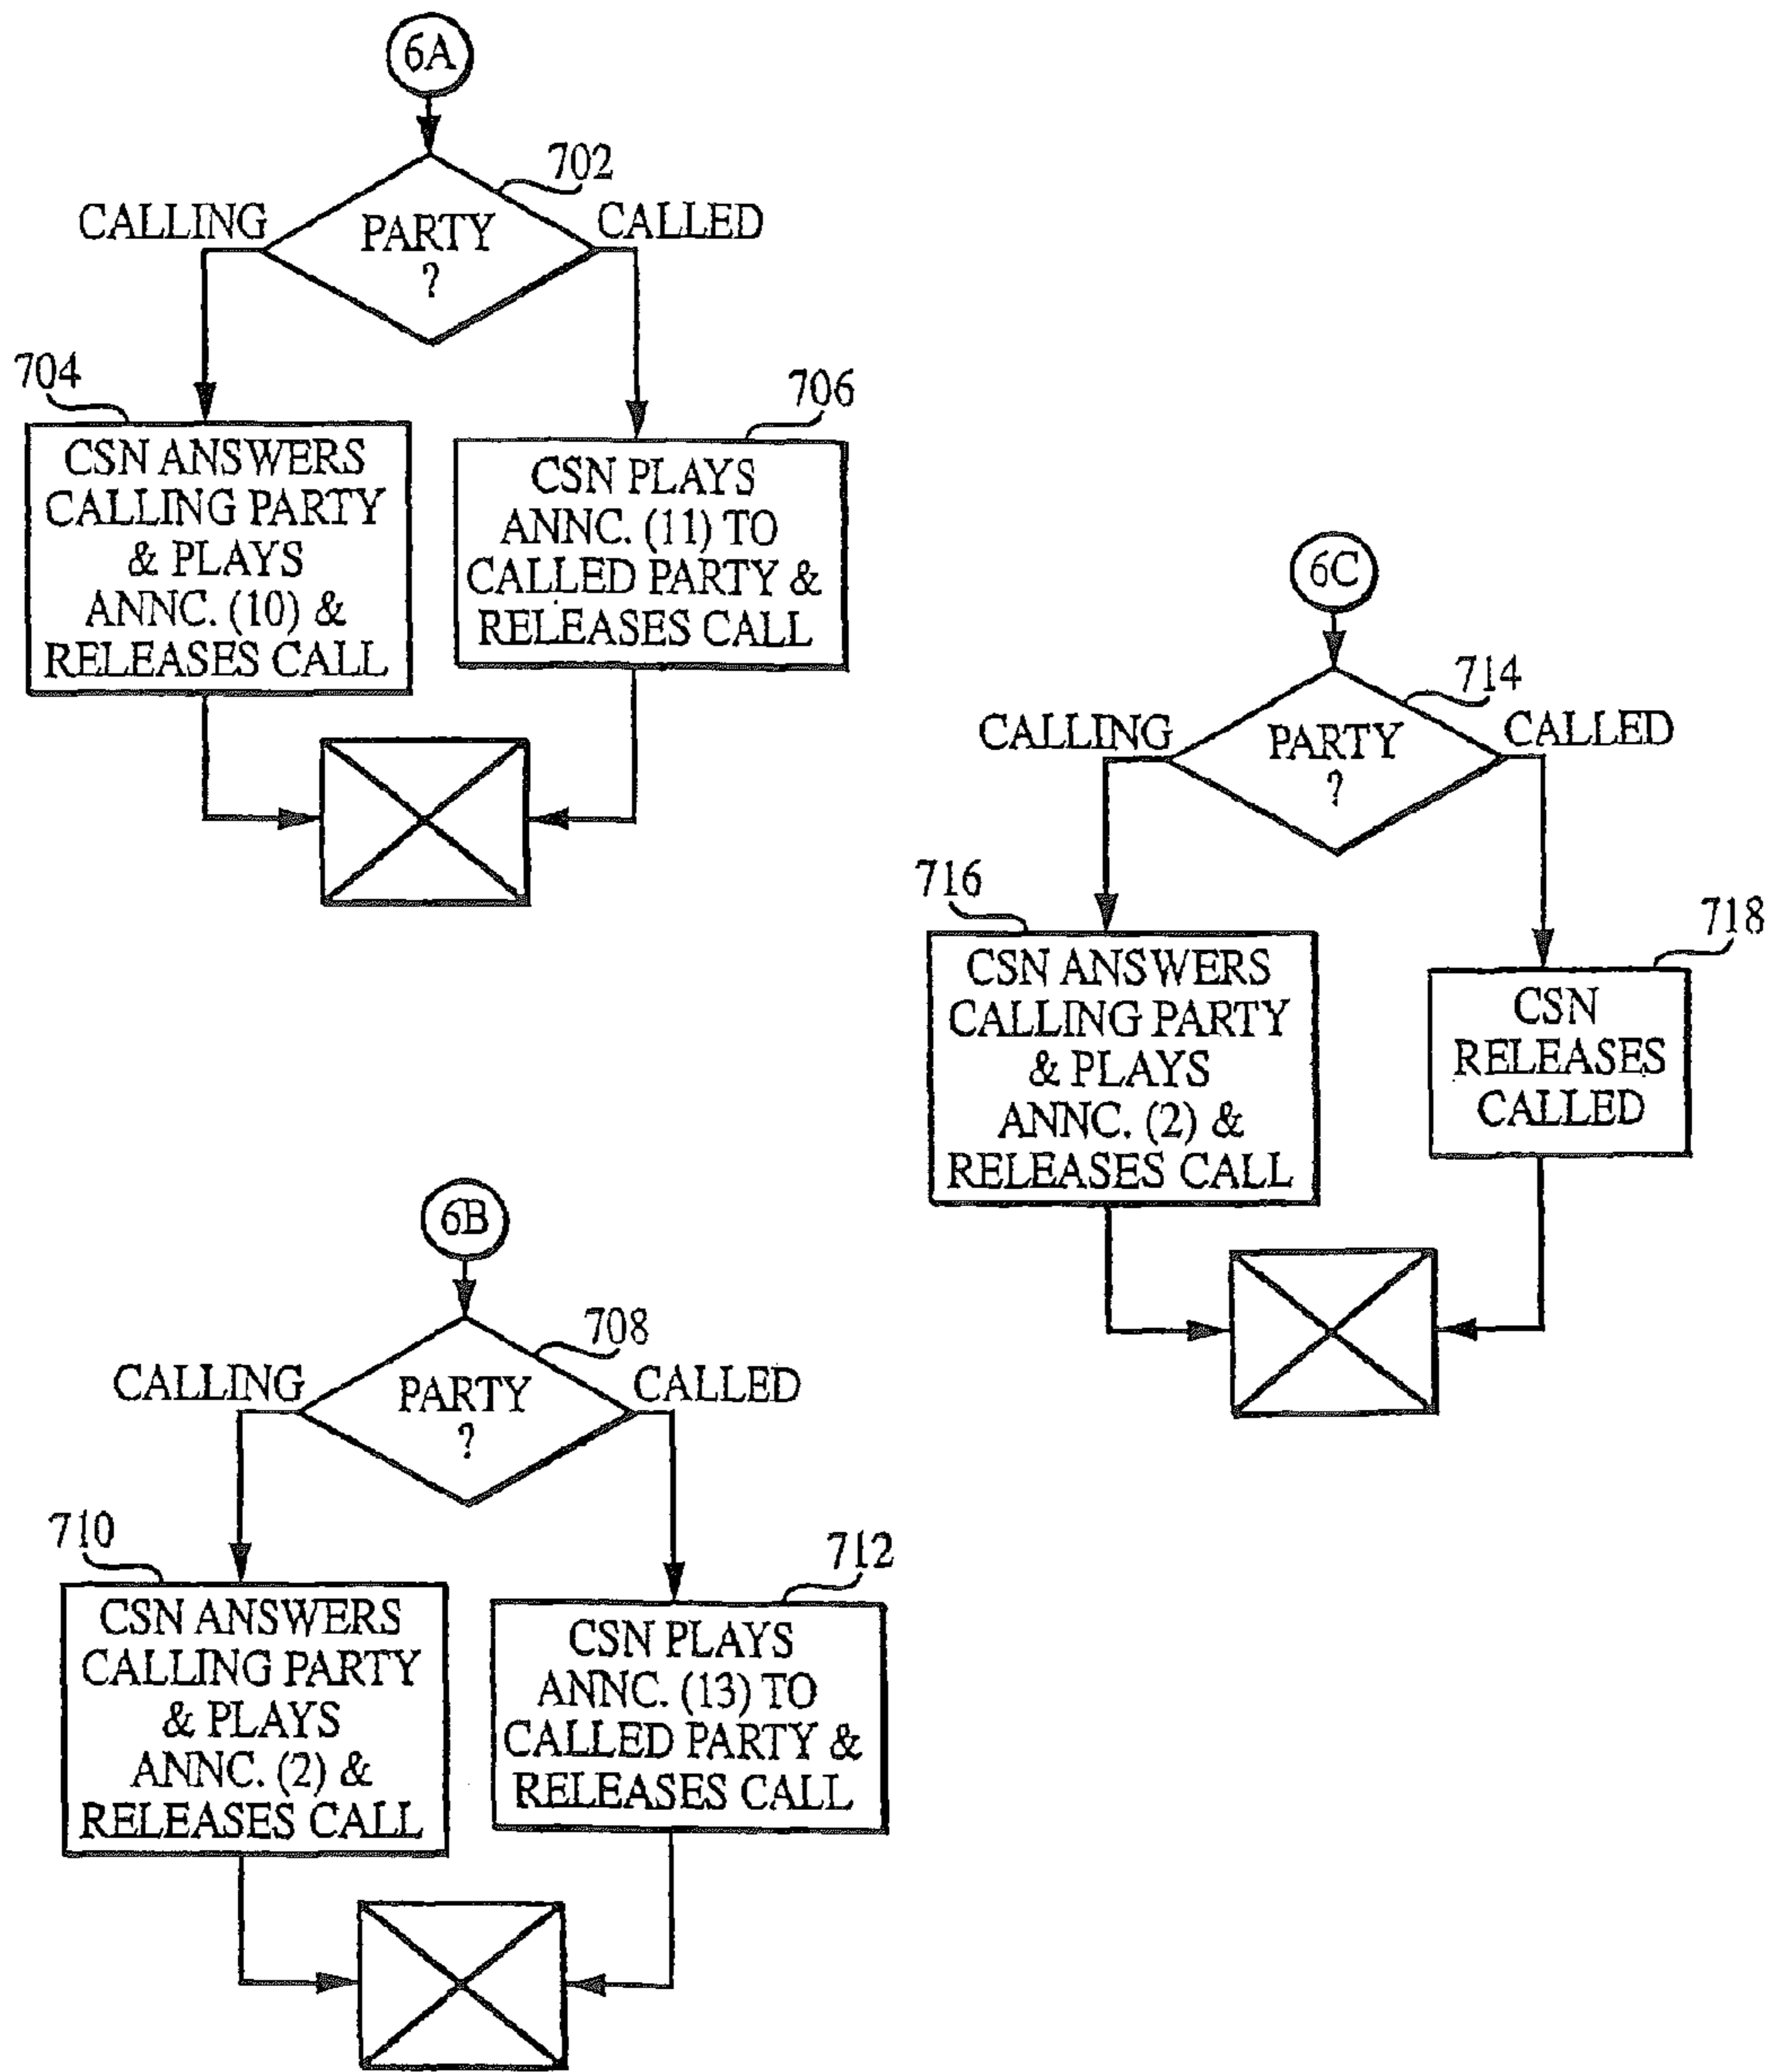 6A
702
CALLING
PARTY
?
CALLED
704
CSN ANSWERS
CALLING PARTY
& PLAYS
ANNC. (10) &
RELEASES CALL
706
CSN PLAYS
ANNC. (11) TO
CALLED PARTY &
RELEASES CALL
6C
714
CALLING
PARTY
?
CALLED
716
CSN ANSWERS
CALLING PARTY
& PLAYS
ANNC. (2) &
RELEASES CALL
718
CSN
RELEASES
CALLED
6B
708
CALLING
PARTY
?
CALLED
710
CSN ANSWERS
CALLING PARTY
& PLAYS
ANNC. (2) &
RELEASES CALL
712
CSN PLAYS
ANNC. (13) TO
CALLED PARTY &
RELEASES CALL